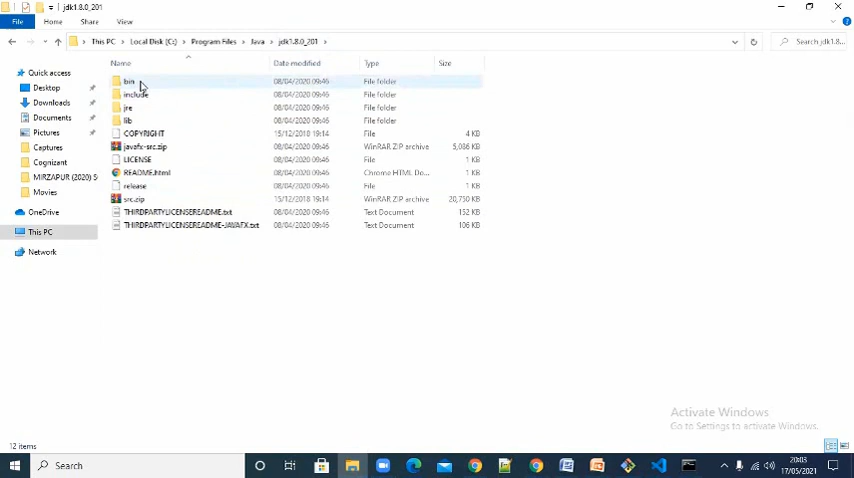 jdk1.8.0_201
File Home Share View
This PC > Local Disk (C:) > Program Files > Java > jdk1.8.0_201 >
Search jdk1.8...
Name Date modified Type Size
Quick access
Desktop
Downloads
Documents
Pictures
Captures
Cognizant
MIRZAPUR (2020) S
Movies
OneDrive
This PC
Network
bin 08/04/2020 09:46 File folder
include 08/04/2020 09:46 File folder
jre 08/04/2020 09:46 File folder
lib 08/04/2020 09:46 File folder
COPYRIGHT 15/12/2018 19:14 File 4 KB
javafx-src.zip 08/04/2020 09:46 WinRAR ZIP archive 5,086 KB
LICENSE 08/04/2020 09:46 File 1 KB
README.html 08/04/2020 09:46 Chrome HTML Do... 1 KB
release 08/04/2020 09:46 File 1 KB
src.zip 15/12/2018 19:14 WinRAR ZIP archive 20,750 KB
THIRDPARTYLICENSEREADME.txt 08/04/2020 09:46 Text Document 152 KB
THIRDPARTYLICENSEREADME-JAVAFX.txt 08/04/2020 09:46 Text Document 106 KB
Activate Windows
Go to Settings to activate Windows.
12 items
Search
20:03
17/05/2021